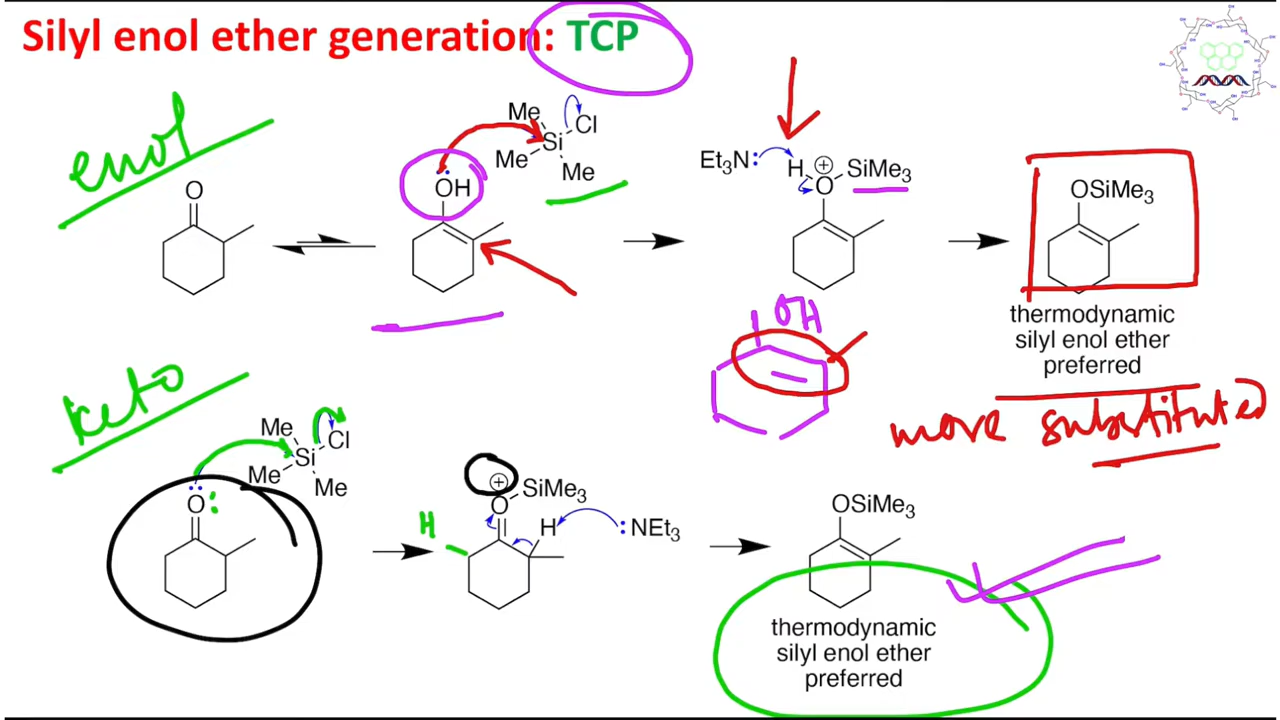 Silyl enol ether generation: TCP
enol
O
OH
Me
Si
Cl
Me
Me
Et3N:
H
O
SiMe3
OSiMe3
thermodynamic
silyl enol ether
preferred
OH
more substituted
keto
Me
Si
Cl
Me
Me
O
H
O
SiMe3
H
:NEt3
OSiMe3
thermodynamic
silyl enol ether
preferred